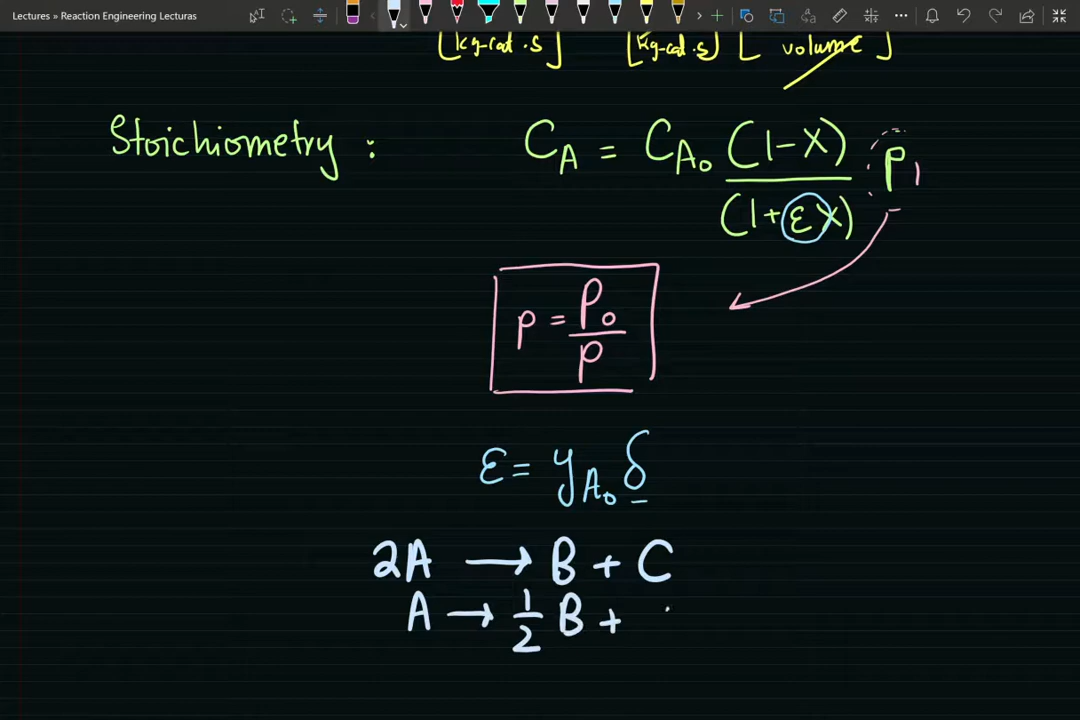 Lectures » Reaction Engineering Lecturas
[kg-cat.s] [kg-cat.s] [volume]
Stoichiometry : C_A = C_A₀ (1-X)/(1+εX) p
p = P₀/P
ε = y_A₀ δ
2A → B + C
A → 1/2 B +